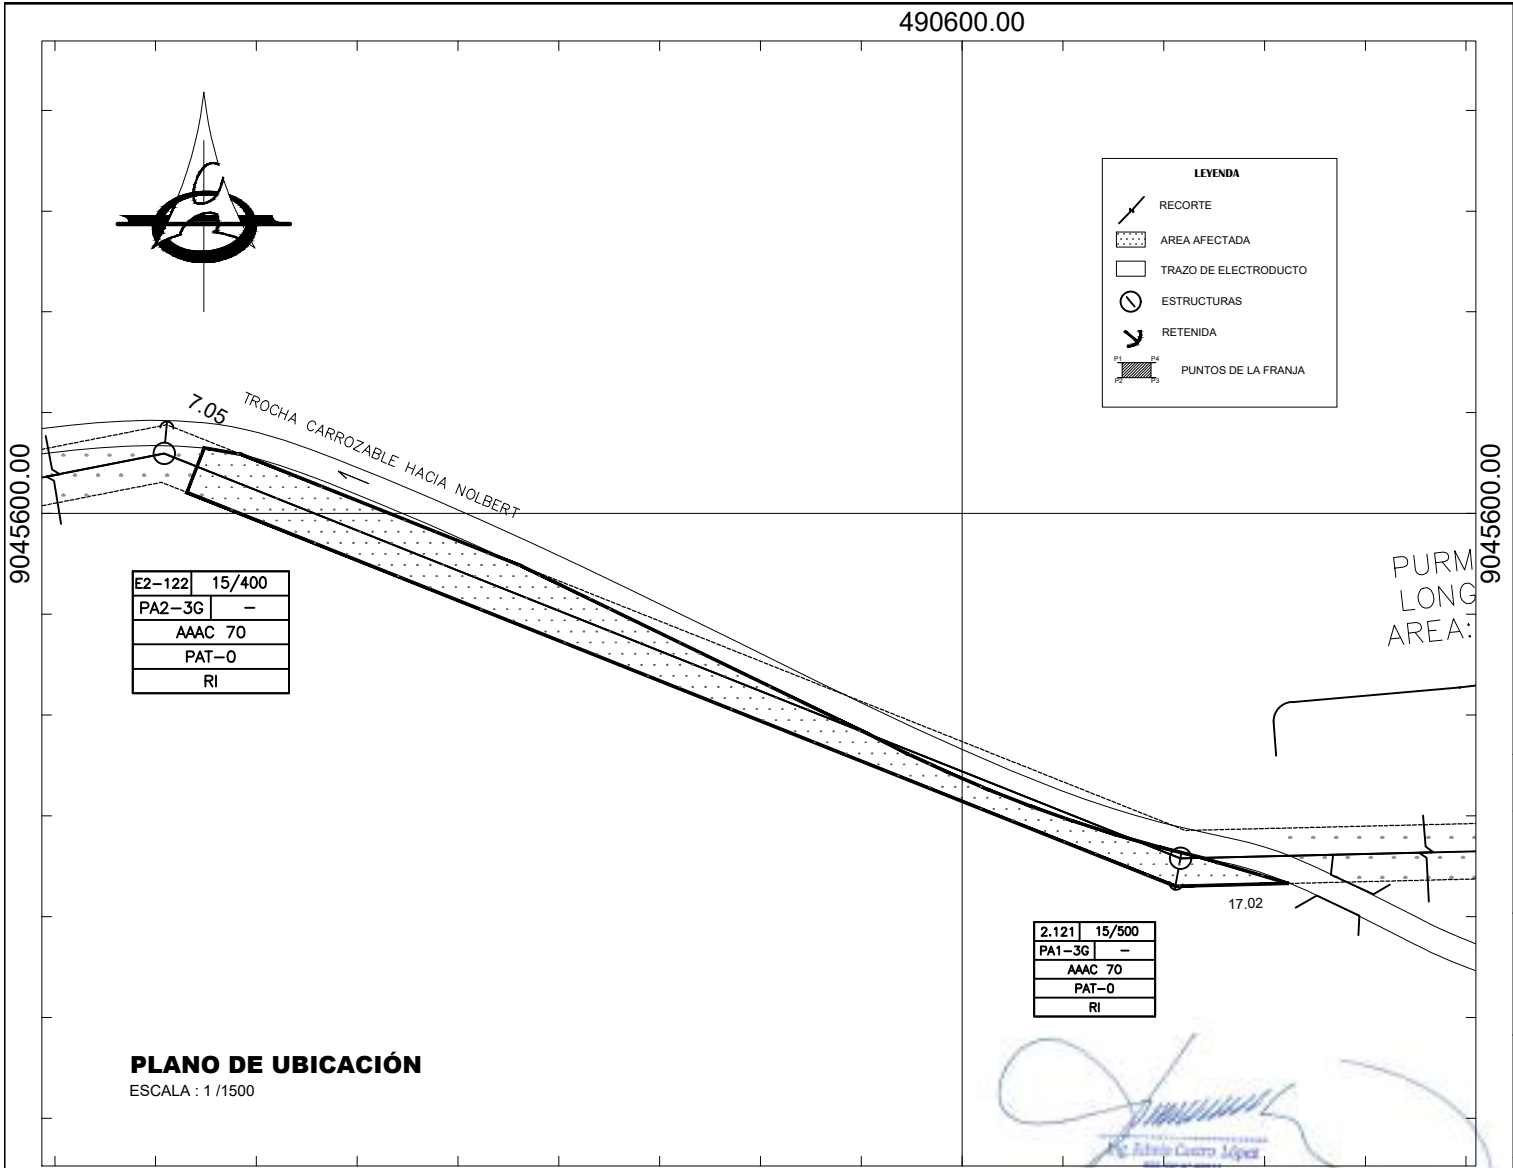 490600.00
LEYENDA
RECORTE
AREA AFECTADA
TRAZO DE ELECTRODUCTO
ESTRUCTURAS
RETENIDA
P1 P4
P2 P3
PUNTOS DE LA FRANJA
7.05
TROCHA CARROZABLE HACIA NOLBERT
9045600.00
9045600.00
PURM
LONG
AREA:
E2-122 15/400
PA2-3G -
AAAC 70
PAT-0
RI
17.02
2.121 15/500
PA1-3G -
AAAC 70
PAT-0
RI
PLANO DE UBICACIÓN
ESCALA : 1 /1500
Castro López